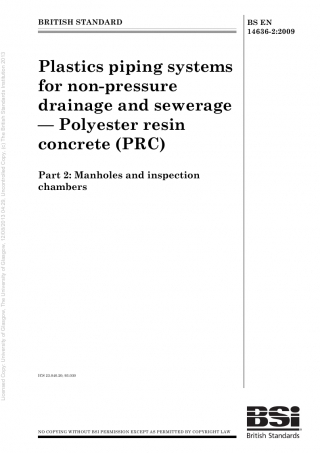 BRITISH STANDARD
BS EN
14636-2:2009
Plastics piping systems
for non-pressure
drainage and sewerage
— Polyester resin
concrete (PRC)
Part 2: Manholes and inspection
chambers
NO COPYING WITHOUT BSI PERMISSION EXCEPT AS PERMITTED BY COPYRIGHT LAW
BSi
British Standards